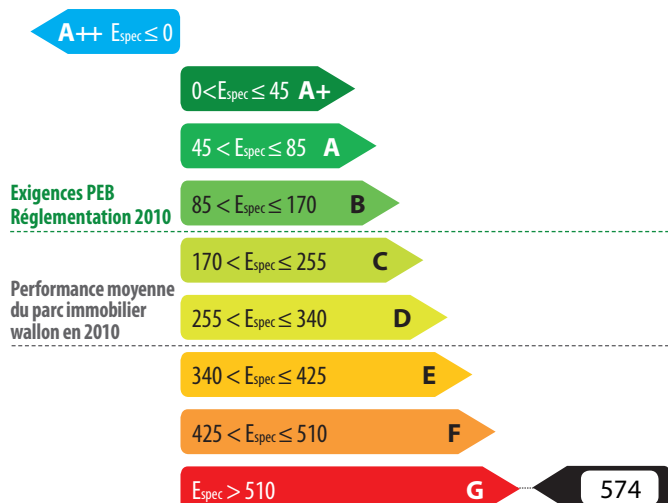 A++ Espec ≤ 0
0<Espec ≤ 45 A+
45 < Espec ≤ 85 A
Exigences PEB
Réglementation 2010
85 < Espec ≤ 170 B
170 < Espec ≤ 255 C
Performance moyenne
du parc immobilier
wallon en 2010
255 < Espec ≤ 340 D
340 < Espec ≤ 425 E
425 < Espec ≤ 510 F
Espec > 510 G 574